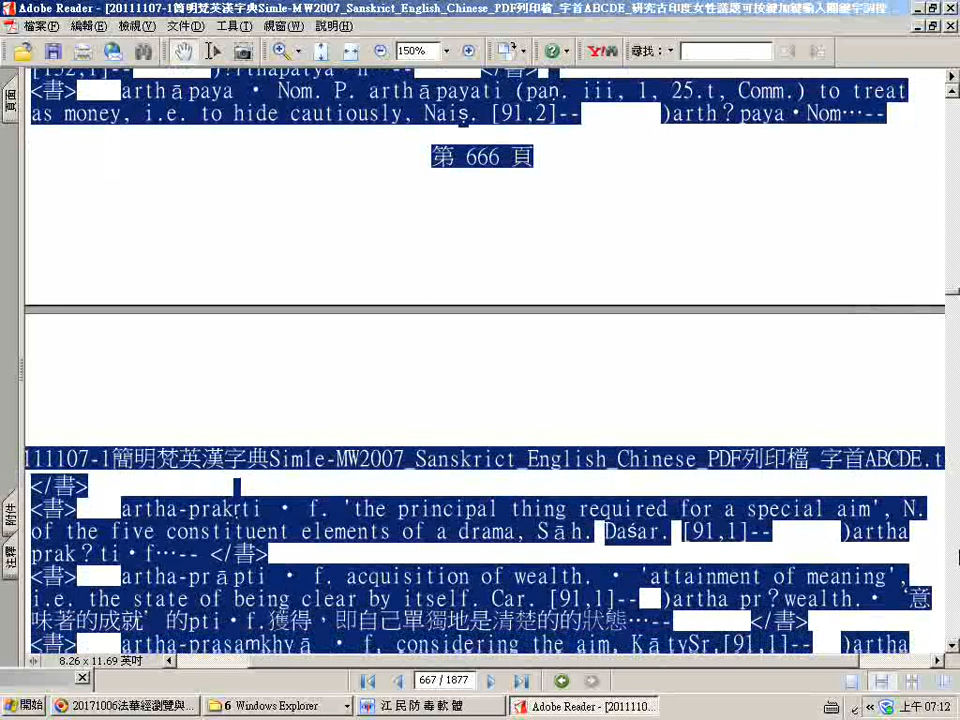 Adobe Reader - [20111107-1簡明梵英漢字典Simle-MW2007_Sanskrict_English_Chinese_PDF列印檔_字首ABCDE_研究古印度女性議題可按鍵加鍵輸入關鍵字詞搜
檔案(F) 編輯(E) 檢視(V) 文件(D) 工具(T) 視窗(W) 說明(H)
150% Y! 尋找:
頁面
[152,1]-- )?rthapatya n…-- </書>
<書> arthāpaya • Nom. P. arthāpayati (paṇ. iii, 1, 25.t, Comm.) to treat
as money, i.e. to hide cautiously, Naiṣ. [91,2]-- )arth?paya•Nom…--
第 666 頁
111107-1簡明梵英漢字典Simle-MW2007_Sanskrict_English_Chinese_PDF列印檔_字首ABCDE.t
</書>
<書> artha-prakṛti • f. 'the principal thing required for a special aim', N.
of the five constituent elements of a drama, Sāh. Daśar. [91,1]-- )artha
prak?ti•f…-- </書>
<書> artha-prāpti • f. acquisition of wealth. • 'attainment of meaning',
i.e. the state of being clear by itself. Car. [91,1]-- )artha pr?wealth.•‘意
味著的成就’的pti•f.獲得，即自己單獨地是清楚的的狀態…-- </書>
<書> artha-prasaṃkhyā • f. considering the aim, KātySr.[91,1]-- )artha
附件
注釋
8.26 x 11.69 英吋
667 / 1877
開始 20171006法華經瀏覽與... 6 Windows Explorer 江民防毒軟體 Adobe Reader - [2011110... 上午 07:12